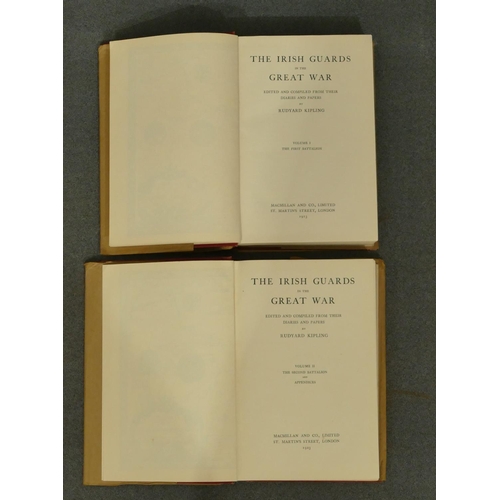 THE IRISH GUARDS
IN THE
GREAT WAR
EDITED AND COMPILED FROM THEIR
DIARIES AND PAPERS
BY
RUDYARD KIPLING
VOLUME I
THE FIRST BATTALION
MACMILLAN AND CO., LIMITED
ST. MARTIN'S STREET, LONDON
1923
THE IRISH GUARDS
IN THE
GREAT WAR
EDITED AND COMPILED FROM THEIR
DIARIES AND PAPERS
BY
RUDYARD KIPLING
VOLUME II
THE SECOND BATTALION
AND
APPENDICES
MACMILLAN AND CO., LIMITED
ST. MARTIN'S STREET, LONDON
1923